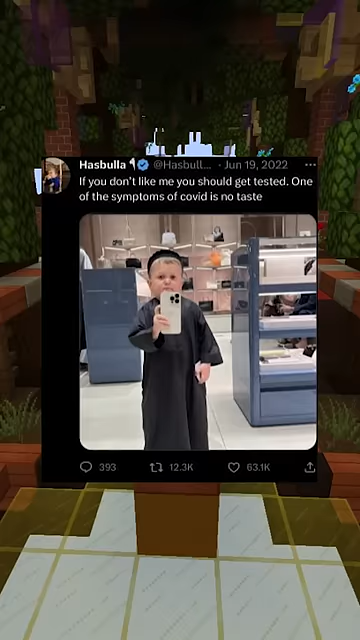 Hasbulla @Hasbull... · Jun 19, 2022 ...
If you don't like me you should get tested. One
of the symptoms of covid is no taste
393 12.3K 63.1K